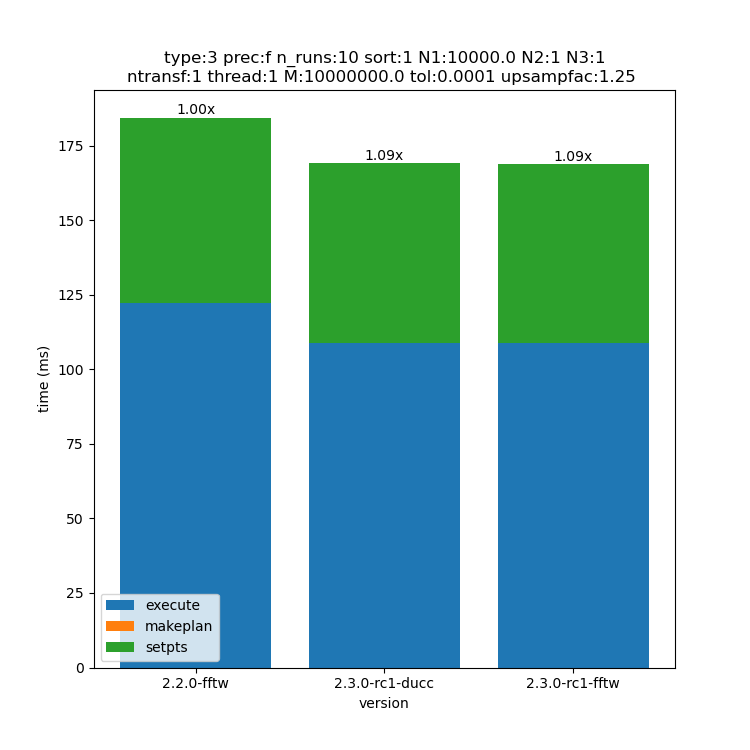 type:3 prec:f n_runs:10 sort:1 N1:10000.0 N2:1 N3:1
ntransf:1 thread:1 M:10000000.0 tol:0.0001 upsampfac:1.25
1.00x
1.09x
1.09x
175
150
125
100
75
50
25
0
time (ms)
execute
makeplan
setpts
2.2.0-fftw
2.3.0-rc1-ducc
2.3.0-rc1-fftw
version